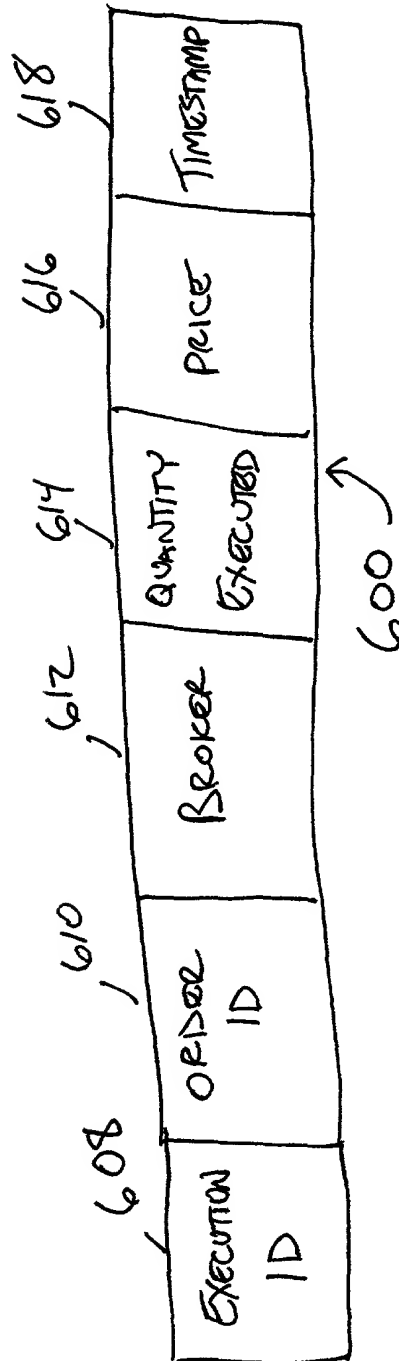 608
610
612
614
616
618
EXECUTION
ID
ORDER
ID
BROKER
QUANTITY
EXECUTED
PRICE
TIMESTAMP
600